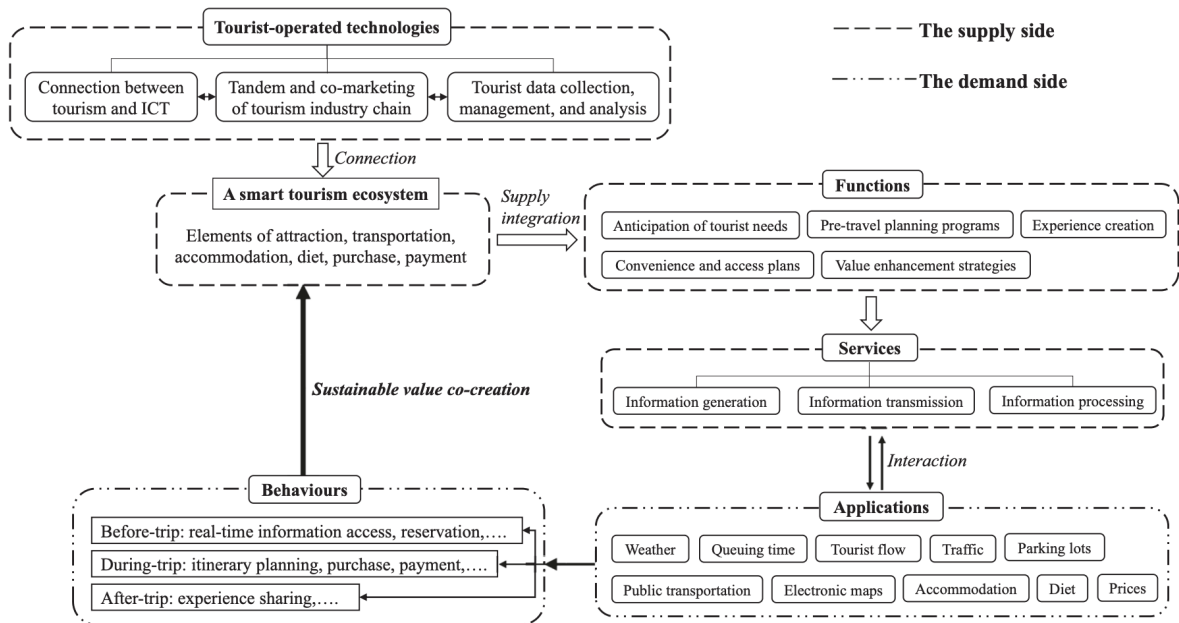 Tourist-operated technologies
The supply side
The demand side
Connection between
tourism and ICT
Tandem and co-marketing
of tourism industry chain
Tourist data collection,
management, and analysis
Connection
A smart tourism ecosystem
Elements of attraction, transportation,
accommodation, diet, purchase, payment
Supply
integration
Functions
Anticipation of tourist needs
Pre-travel planning programs
Experience creation
Convenience and access plans
Value enhancement strategies
Services
Information generation
Information transmission
Information processing
Interaction
Sustainable value co-creation
Applications
Weather
Queuing time
Tourist flow
Traffic
Parking lots
Public transportation
Electronic maps
Accommodation
Diet
Prices
Behaviours
Before-trip: real-time information access, reservation,….
During-trip: itinerary planning, purchase, payment,….
After-trip: experience sharing,….